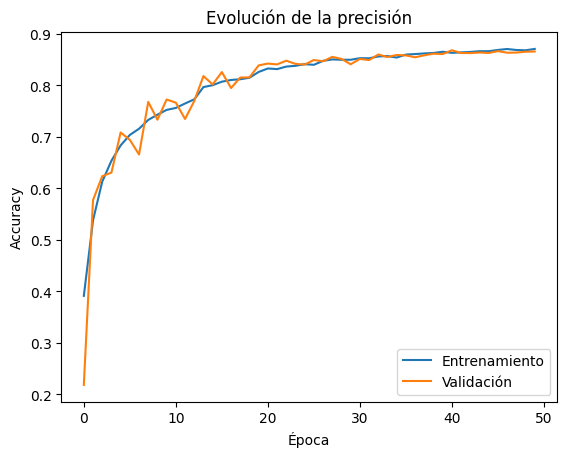 Evolución de la precisión
Accuracy
0.9
0.8
0.7
0.6
0.5
0.4
0.3
0.2
Entrenamiento
Validación
0 10 20 30 40 50
Época